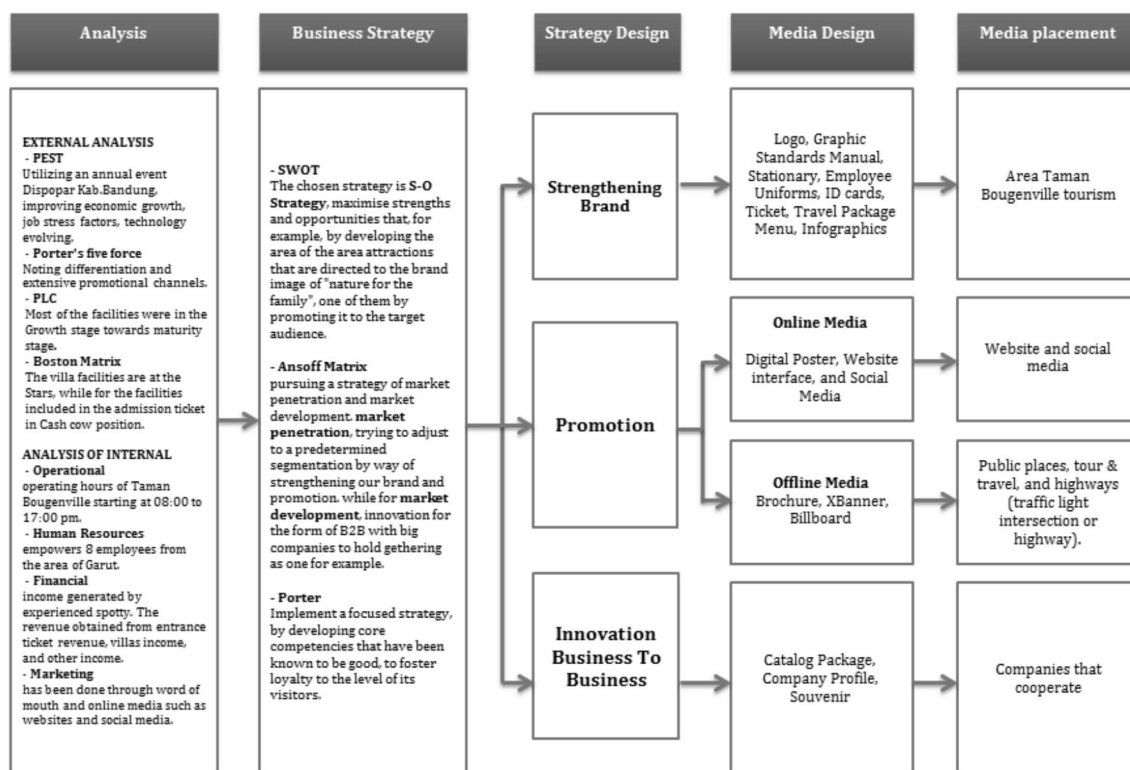 Analysis
Business Strategy
Strategy Design
Media Design
Media placement
EXTERNAL ANALYSIS
- PEST
Utilizing an annual event
Dispopar Kab.Bandung,
improving economic growth,
job stress factors, technology
evolving.
- Porter's five force
Noting differentiation and
extensive promotional channels.
- PLC
Most of the facilities were in the
Growth stage towards maturity
stage.
- Boston Matrix
The villa facilities are at the
Stars, while for the facilities
included in the admission ticket
in Cash cow position.
ANALYSIS OF INTERNAL
- Operational
operating hours of Taman
Bougenville starting at 08:00 to
17:00 pm.
- Human Resources
empowers 8 employees from
the area of Garut.
- Financial
income generated by
experienced spotty. The
revenue obtained from entrance
ticket revenue, villas income,
and other income.
- Marketing
has been done through word of
mouth and online media such as
websites and social media.
- SWOT
The chosen strategy is S-O
Strategy, maximise strengths
and opportunities that, for
example, by developing the
area of the area attractions
that are directed to the brand
image of "nature for the
family", one of them by
promoting it to the target
audience.
- Ansoff Matrix
pursuing a strategy of market
penetration and market
development. market
penetration, trying to adjust
to a predetermined
segmentation by way of
strengthening our brand and
promotion. while for market
development, innovation for
the form of B2B with big
companies to hold gethering
as one for example.
- Porter
Implement a focused strategy,
by developing core
competencies that have been
known to be good, to foster
loyalty to the level of its
visitors.
Strengthening
Brand
Logo, Graphic
Standards Manual,
Stationary, Employee
Uniforms, ID cards,
Ticket, Travel Package
Menu, Infographics
Area Taman
Bougenville tourism
Promotion
Online Media
Digital Poster, Website
interface, and Social
Media
Website and social
media
Offline Media
Brochure, XBanner,
Billboard
Public places, tour &
travel, and highways
(traffic light
intersection or
highway).
Innovation
Business To
Business
Catalog Package,
Company Profile,
Souvenir
Companies that
cooperate